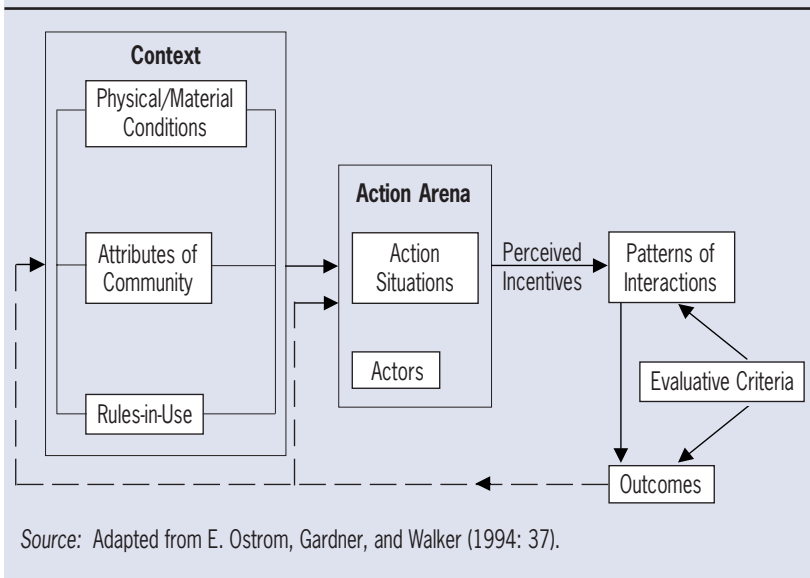 Context
Physical/Material
Conditions
Attributes of
Community
Rules-in-Use
Action Arena
Action
Situations
Actors
Perceived
Incentives
Patterns of
Interactions
Evaluative Criteria
Outcomes
Source: Adapted from E. Ostrom, Gardner, and Walker (1994: 37).